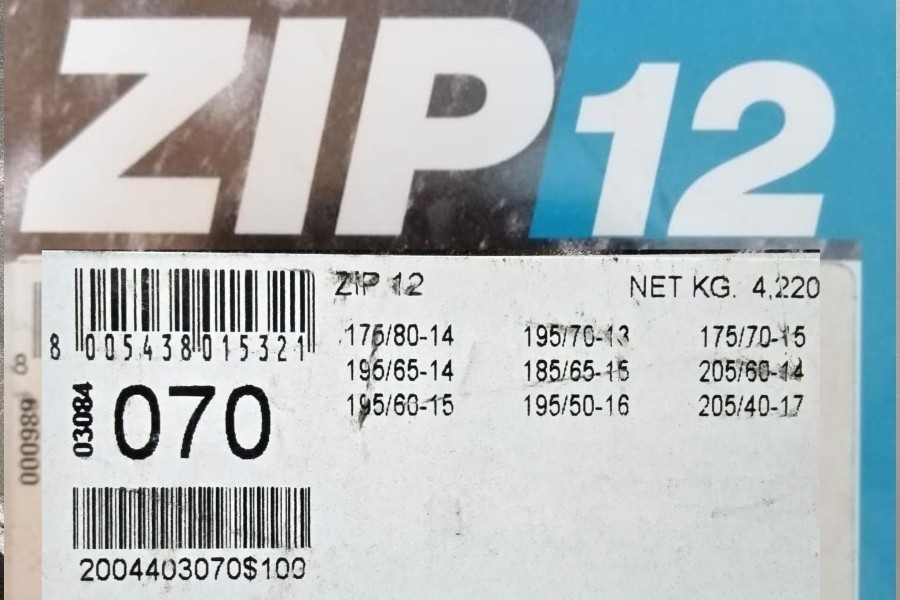 ZIP 12
ZIP 12 NET KG. 4,220
8 005438 015321
175/80-14 195/70-13 175/70-15
195/65-14 185/65-15 205/60-14
195/60-15 195/50-16 205/40-17
03084
070
2004403070$100
8
000989